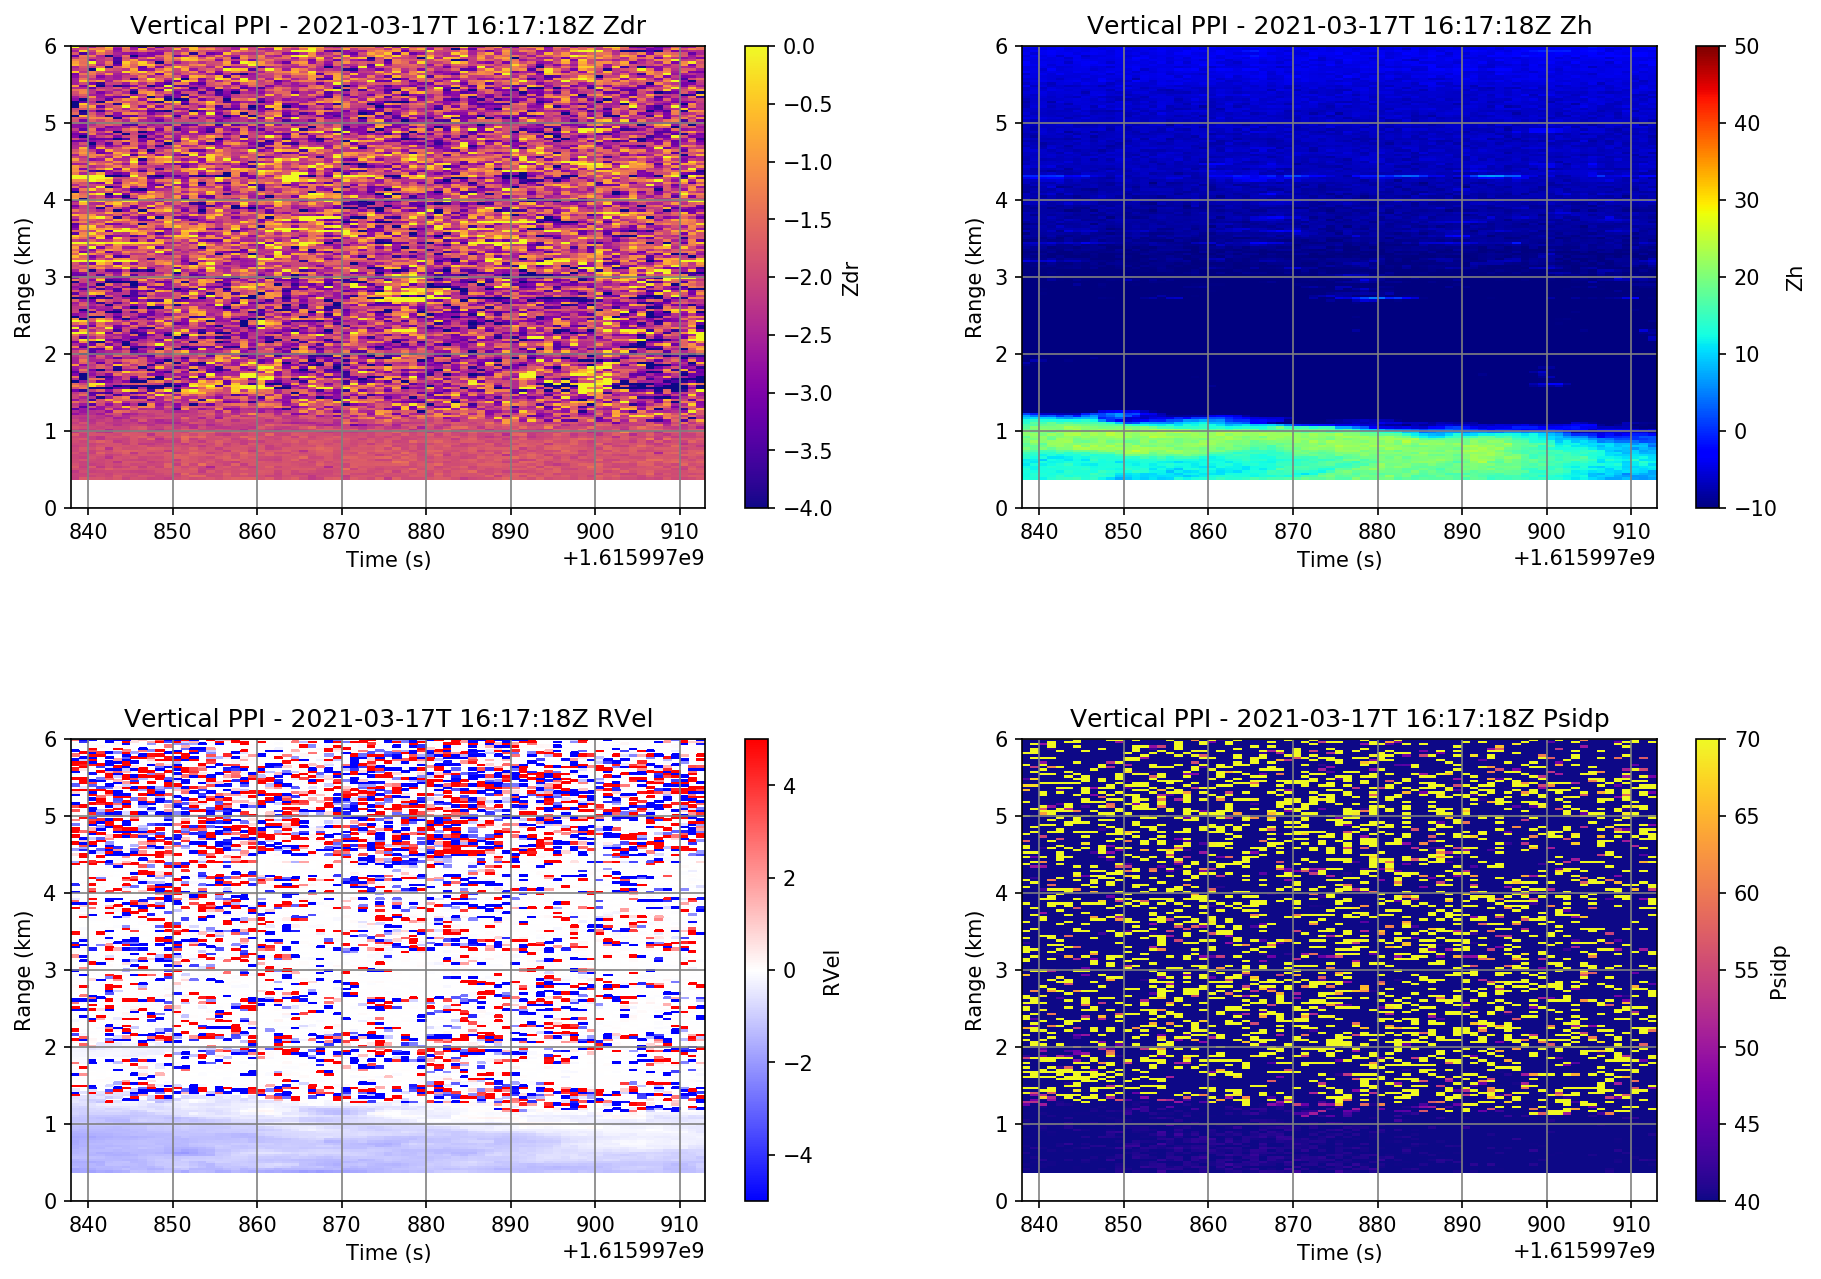 Vertical PPI - 2021-03-17T 16:17:18Z Zdr
6
5
4
3
2
1
0
Range (km)
840 850 860 870 880 890 900 910
Time (s)
+1.615997e9
0.0
−0.5
−1.0
−1.5
−2.0
−2.5
−3.0
−3.5
−4.0
Zdr
Vertical PPI - 2021-03-17T 16:17:18Z Zh
6
5
4
3
2
1
0
Range (km)
840 850 860 870 880 890 900 910
Time (s)
+1.615997e9
50
40
30
20
10
0
−10
Zh
Vertical PPI - 2021-03-17T 16:17:18Z RVel
6
5
4
3
2
1
0
Range (km)
840 850 860 870 880 890 900 910
Time (s)
+1.615997e9
4
2
0
−2
−4
RVel
Vertical PPI - 2021-03-17T 16:17:18Z Psidp
6
5
4
3
2
1
0
Range (km)
840 850 860 870 880 890 900 910
Time (s)
+1.615997e9
70
65
60
55
50
45
40
Psidp